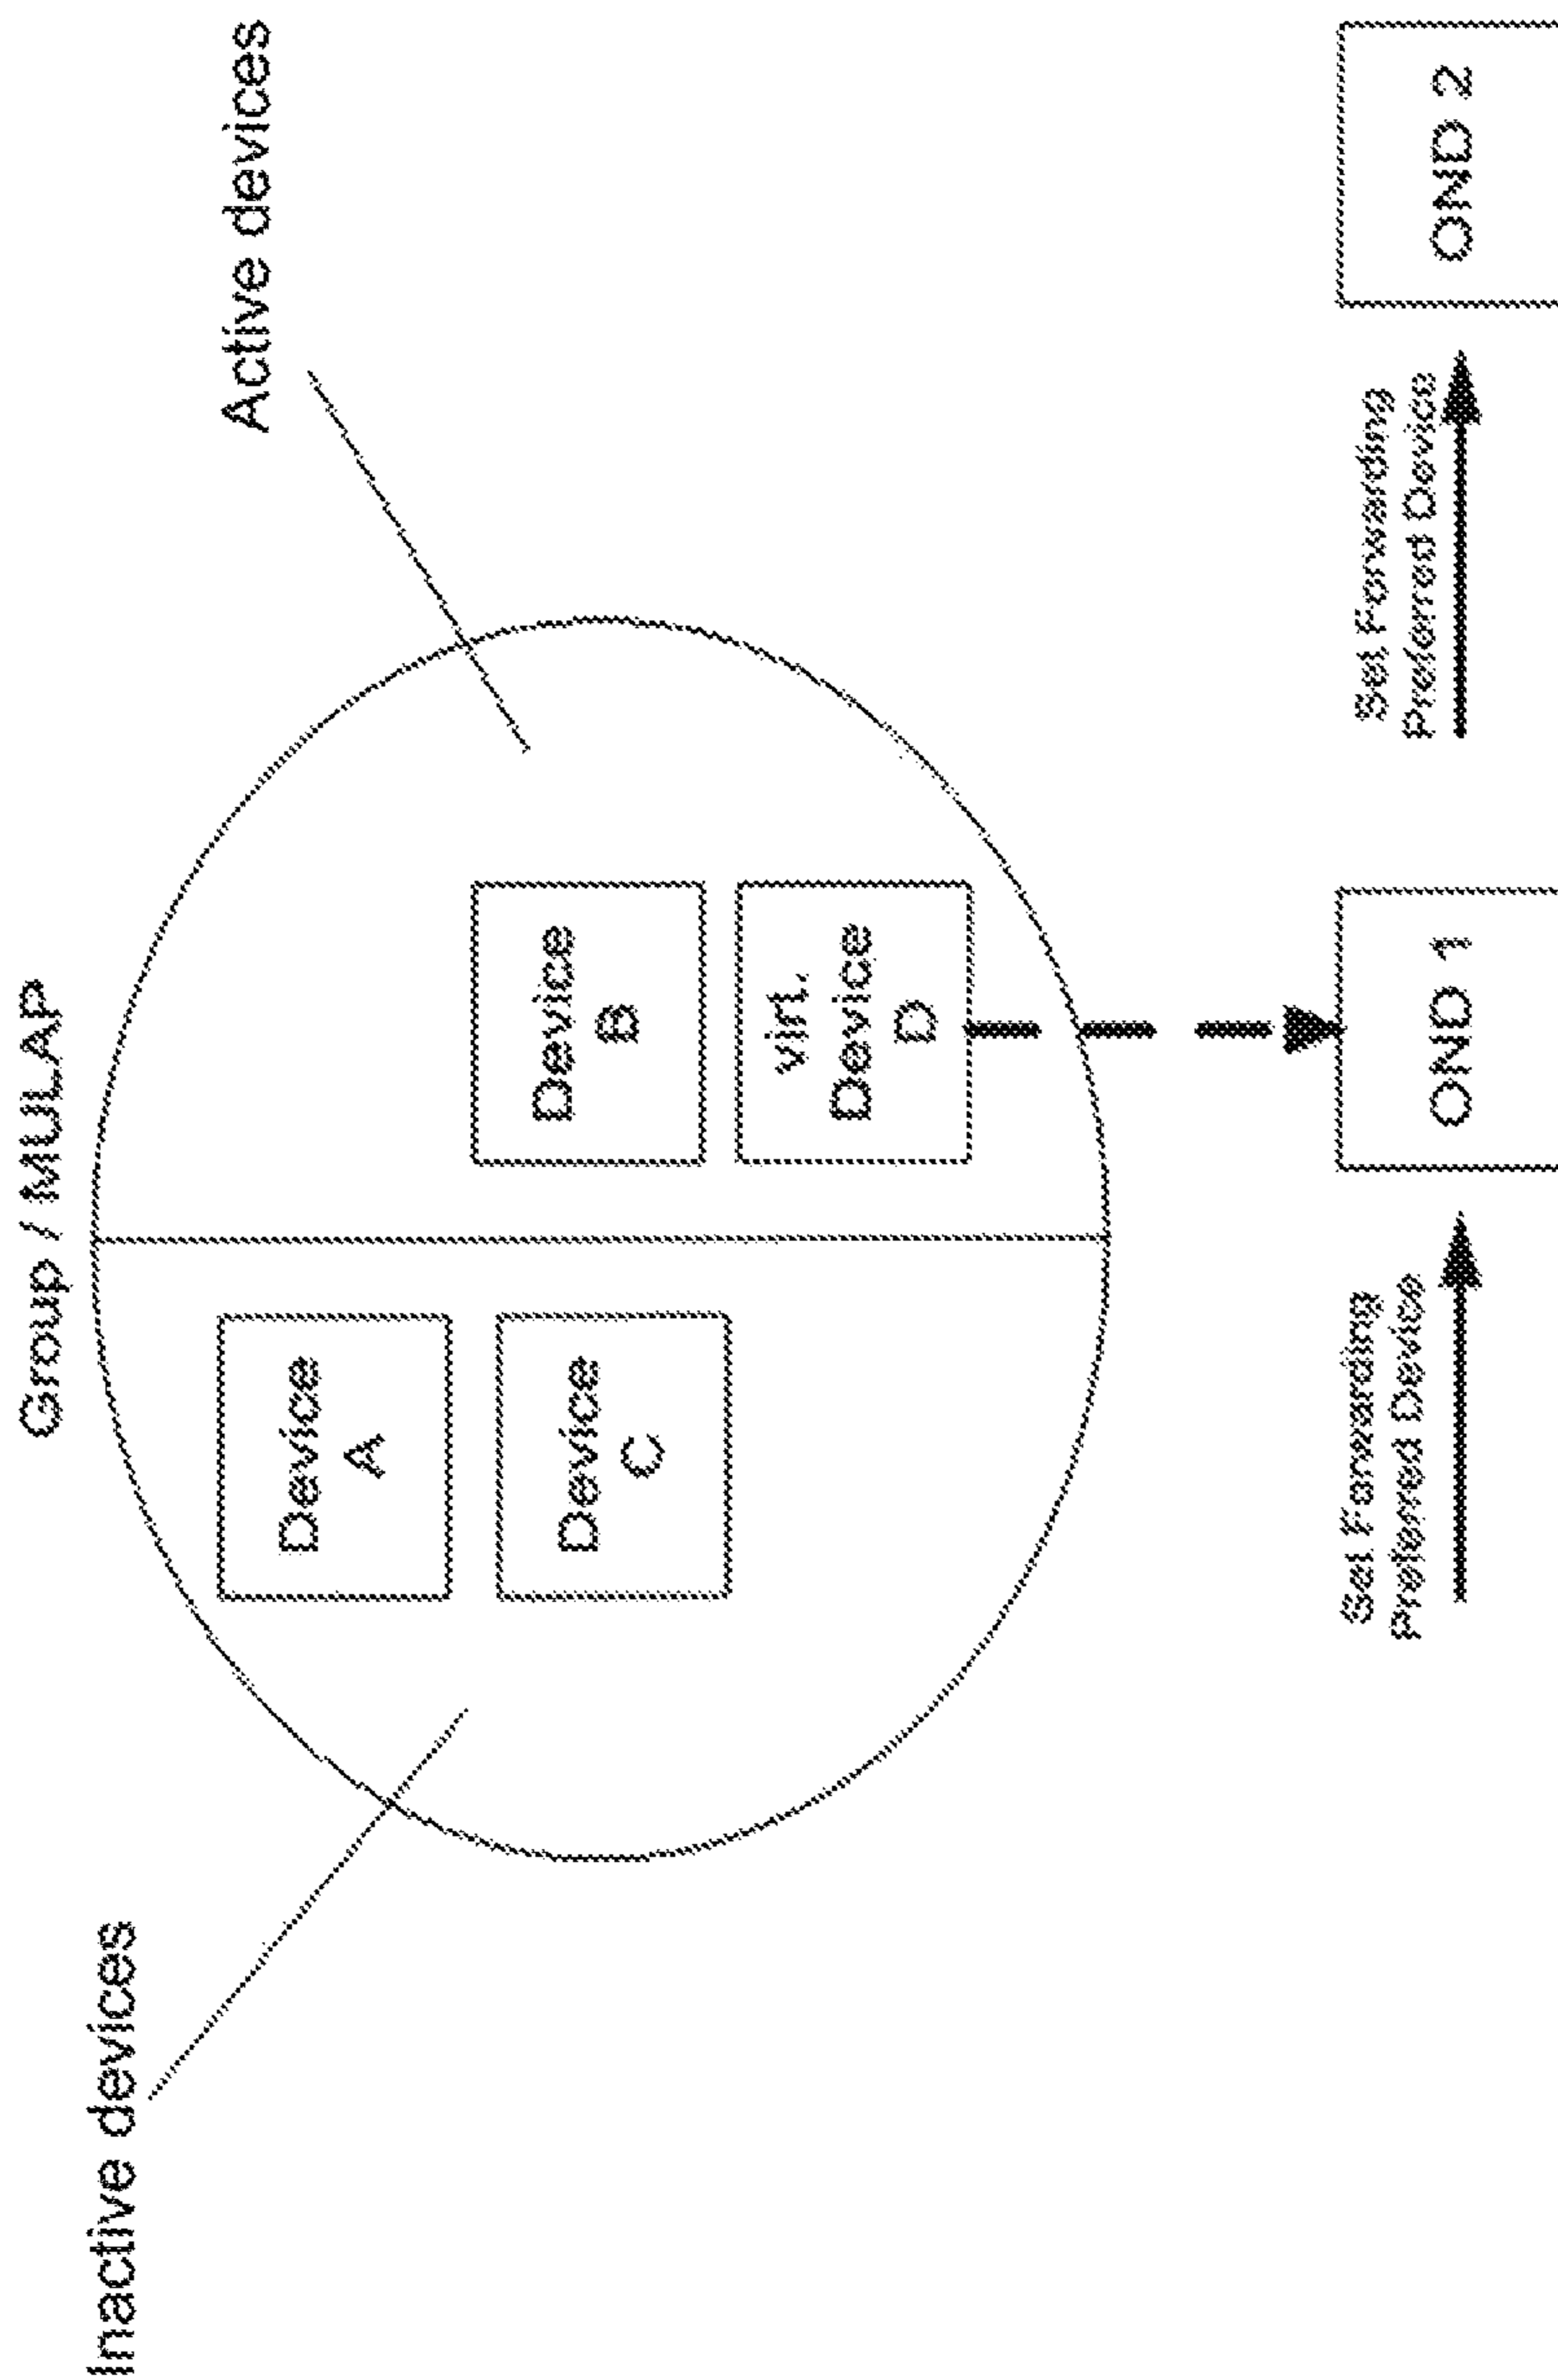 Group / MULAP
Inactive devices
Active devices
Device
A
Device
C
Device
B
virt.
Device
D
Set Forwarding
Preferred Device
OND 1
Set Forwarding
Preferred Device
OND 2